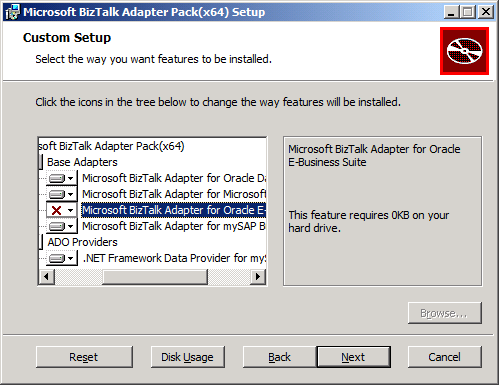 Microsoft BizTalk Adapter Pack(x64) Setup
Custom Setup
Select the way you want features to be installed.
Click the icons in the tree below to change the way features will be installed.
soft BizTalk Adapter Pack(x64)
Base Adapters
Microsoft BizTalk Adapter for Oracle Da
Microsoft BizTalk Adapter for Microsoft
Microsoft BizTalk Adapter for Oracle E-
Microsoft BizTalk Adapter for mySAP B
ADO Providers
.NET Framework Data Provider for my
Microsoft BizTalk Adapter for Oracle
E-Business Suite
This feature requires 0KB on your
hard drive.
Browse...
Reset
Disk Usage
Back
Next
Cancel